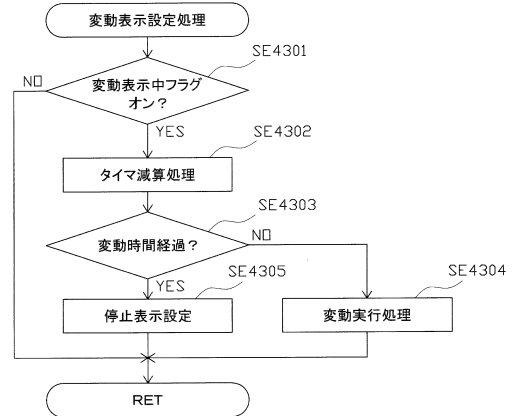 変動表示設定処理
SE4301
NO
変動表示中フラグ
オン？
YES
SE4302
タイマ減算処理
SE4303
変動時間経過？
NO
YES
SE4305
SE4304
停止表示設定
変動実行処理
RET